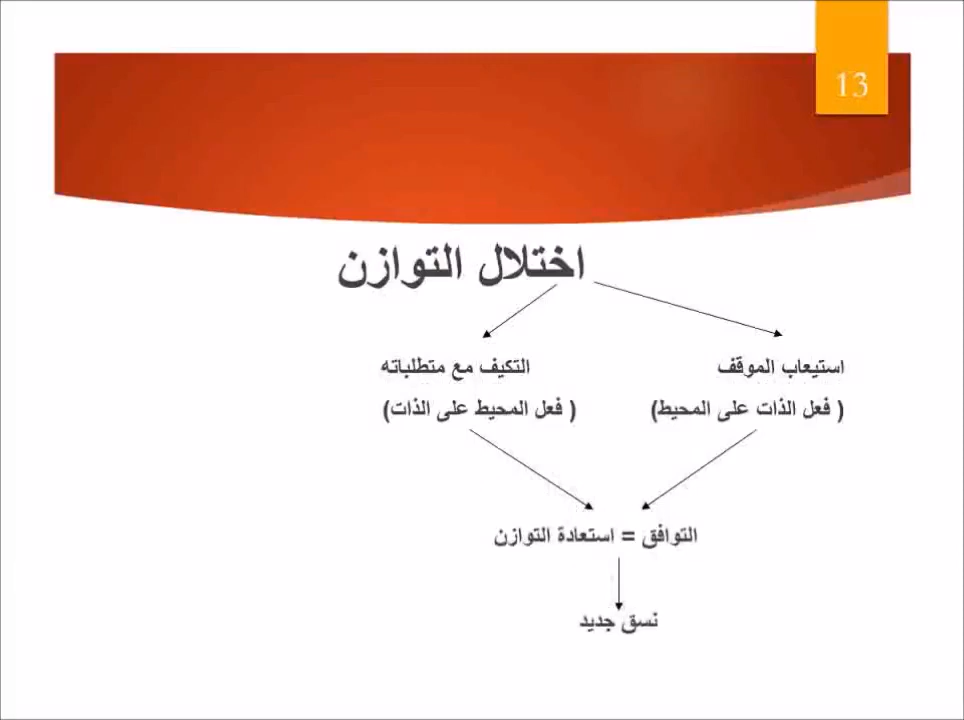 13
اختلال التوازن
استيعاب الموقف
التكيف مع متطلباته
( فعل الذات على المحيط)
( فعل المحيط على الذات)
التوافق = استعادة التوازن
نسق جديد